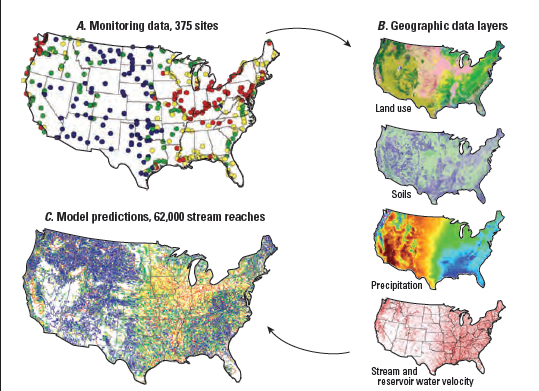 A. Monitoring data, 375 sites
B. Geographic data layers
Land use
Soils
C. Model predictions, 62,000 stream reaches
Precipitation
Stream and
reservoir water velocity